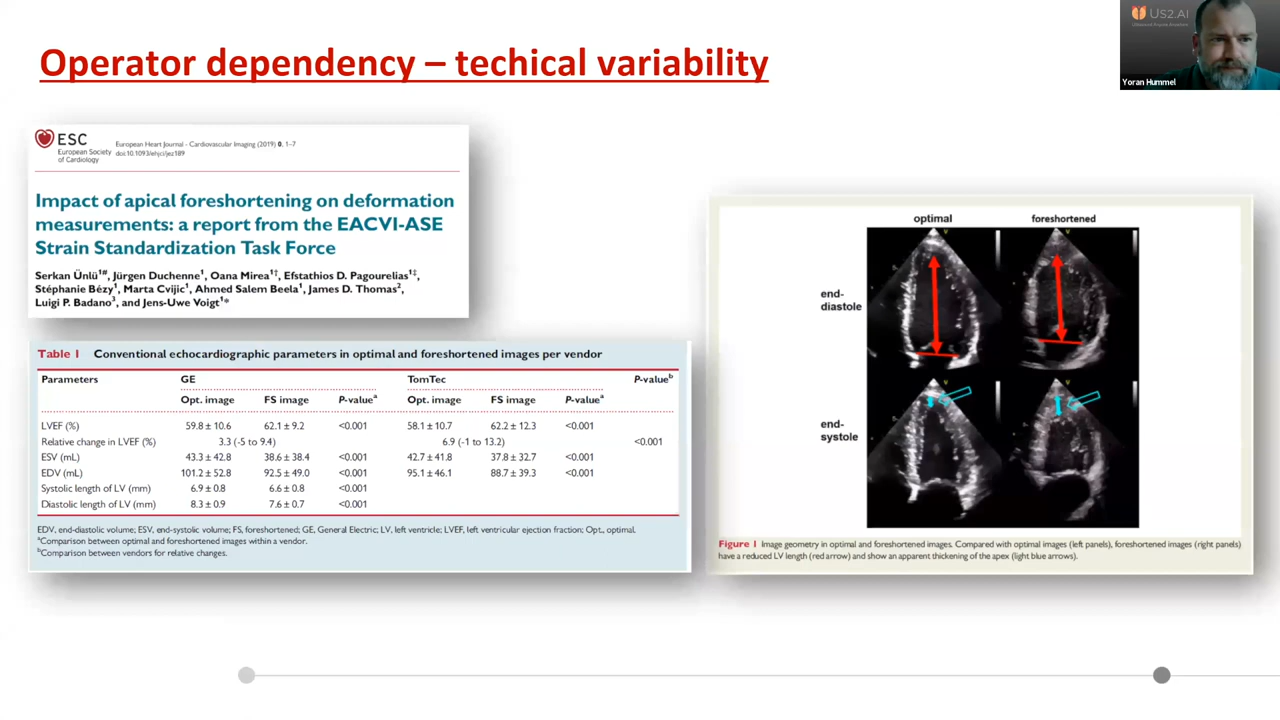 Operator dependency – techical variability
US2.AI
Yoran Hummel
ESC
European Society
of Cardiology
European Heart Journal - Cardiovascular Imaging (2019) 0, 1–7
doi:10.1093/ehjci/jez189
Impact of apical foreshortening on deformation
measurements: a report from the EACVI-ASE
Strain Standardization Task Force
Serkan Ünlü1#, Jürgen Duchenne1, Oana Mirea1†, Efstathios D. Pagourelias1‡,
Stéphanie Bézy1, Marta Cvijic1, Ahmed Salem Beela1, James D. Thomas2,
Luigi P. Badano3, and Jens-Uwe Voigt1*
Table 1 Conventional echocardiographic parameters in optimal and foreshortened images per vendor
Parameters GE TomTec P-valueb
Opt. image FS image P-valuea Opt. image FS image P-valuea
LVEF (%) 59.8 ± 10.6 62.1 ± 9.2 <0.001 58.1 ± 10.7 62.2 ± 12.3 <0.001
Relative change in LVEF (%) 3.3 (-5 to 9.4) 6.9 (-1 to 13.2) <0.001
ESV (mL) 43.3 ± 42.8 38.6 ± 38.4 <0.001 42.7 ± 41.8 37.8 ± 32.7 <0.001
EDV (mL) 101.2 ± 52.8 92.5 ± 49.0 <0.001 95.1 ± 46.1 88.7 ± 39.3 <0.001
Systolic length of LV (mm) 6.9 ± 0.8 6.6 ± 0.8 <0.001
Diastolic length of LV (mm) 8.3 ± 0.9 7.6 ± 0.7 <0.001
EDV, end-diastolic volume; ESV, end-systolic volume; FS, foreshortened; GE, General Electric; LV, left ventricle; LVEF, left ventricular ejection fraction; Opt., optimal.
aComparison between optimal and foreshortened images within a vendor.
bComparison between vendors for relative changes.
optimal foreshortened
end-
diastole
end-
systole
Figure 1 Image geometry in optimal and foreshortened images. Compared with optimal images (left panels), foreshortened images (right panels)
have a reduced LV length (red arrow) and show an apparent thickening of the apex (light blue arrows).